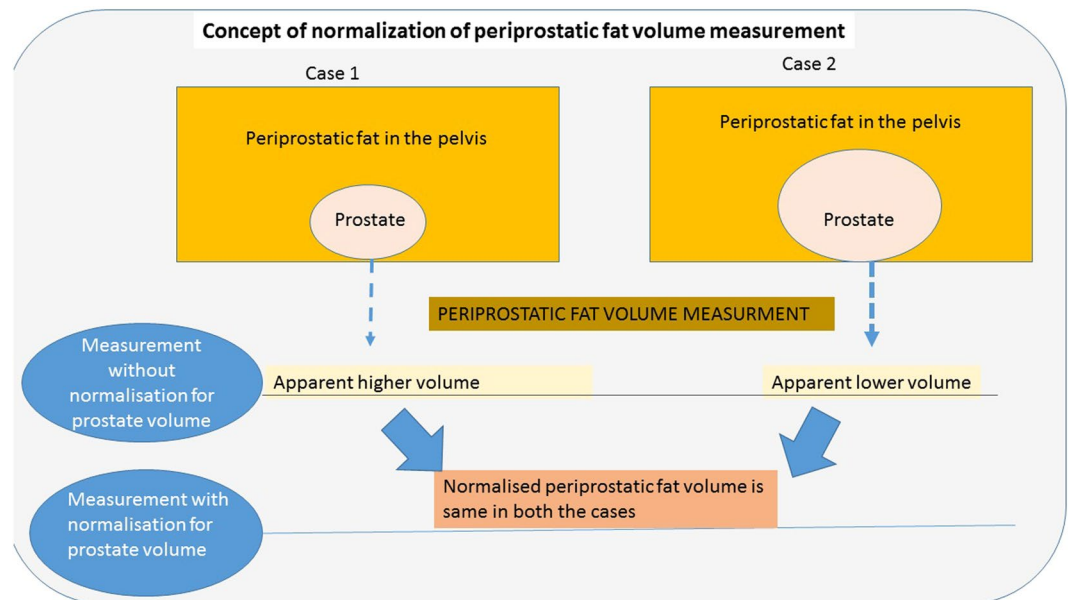 Concept of normalization of periprostatic fat volume measurement
Case 1
Case 2
Periprostatic fat in the pelvis
Periprostatic fat in the pelvis
Prostate
Prostate
PERIPROSTATIC FAT VOLUME MEASURMENT
Measurement
without
normalisation for
prostate volume
Apparent higher volume
Apparent lower volume
Measurement with
normalisation for
prostate volume
Normalised periprostatic fat volume is
same in both the cases